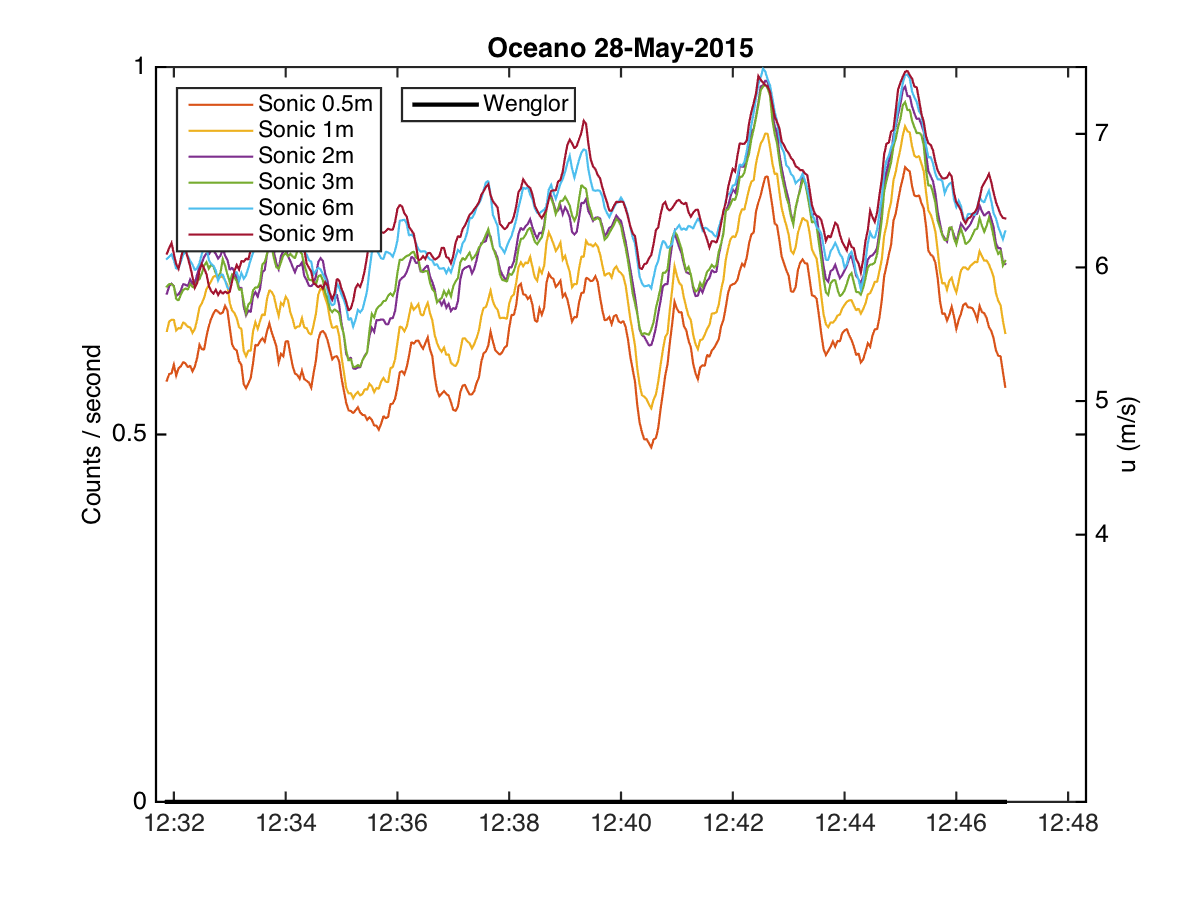 Oceano 28-May-2015
Sonic 0.5m
Sonic 1m
Sonic 2m
Sonic 3m
Sonic 6m
Sonic 9m
Wenglor
Counts / second
1
0.5
0
u (m/s)
7
6
5
4
12:32 12:34 12:36 12:38 12:40 12:42 12:44 12:46 12:48